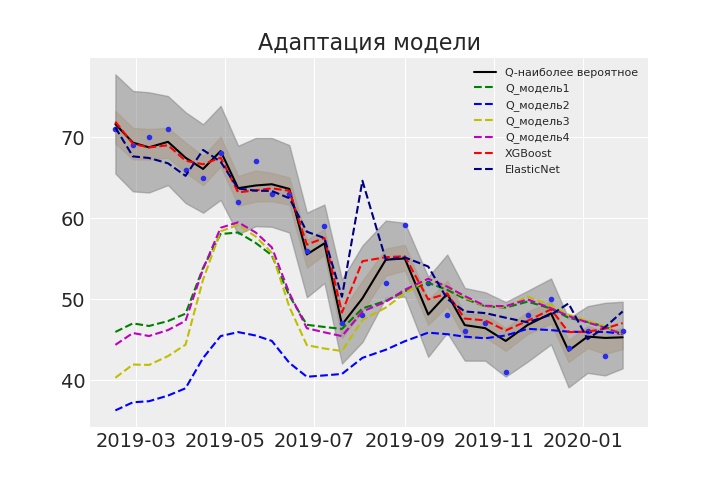 Адаптация модели
Q-наиболее вероятное
Q_модель1
Q_модель2
Q_модель3
Q_модель4
XGBoost
ElasticNet
70
60
50
40
2019-03 2019-05 2019-07 2019-09 2019-11 2020-01